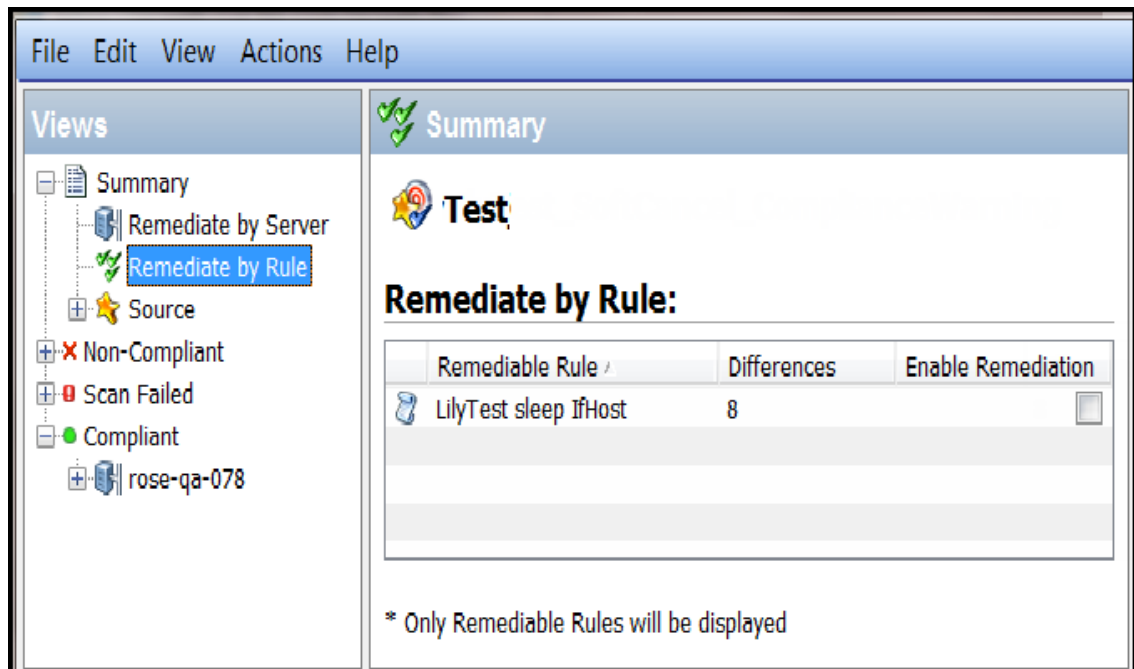 File Edit View Actions Help
Views
Summary
Remediate by Server
Remediate by Rule
Source
Non-Compliant
Scan Failed
Compliant
rose-qa-078
Summary
Test
Remediate by Rule:
Remediable Rule Differences Enable Remediation
LilyTest sleep IfHost 8
* Only Remediable Rules will be displayed